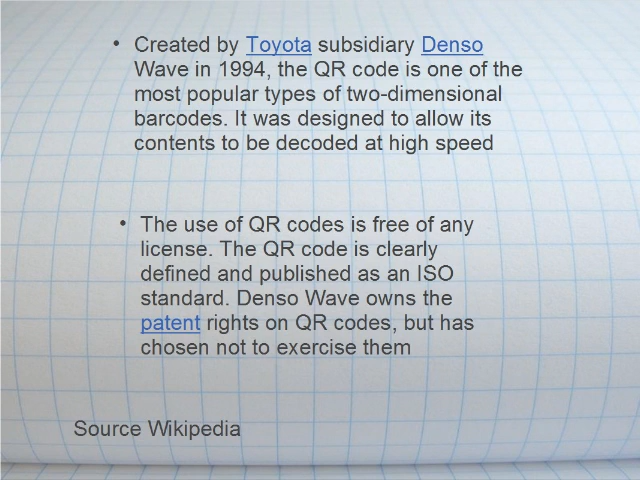 • Created by Toyota subsidiary Denso
Wave in 1994, the QR code is one of the
most popular types of two-dimensional
barcodes. It was designed to allow its
contents to be decoded at high speed
• The use of QR codes is free of any
license. The QR code is clearly
defined and published as an ISO
standard. Denso Wave owns the
patent rights on QR codes, but has
chosen not to exercise them
Source Wikipedia